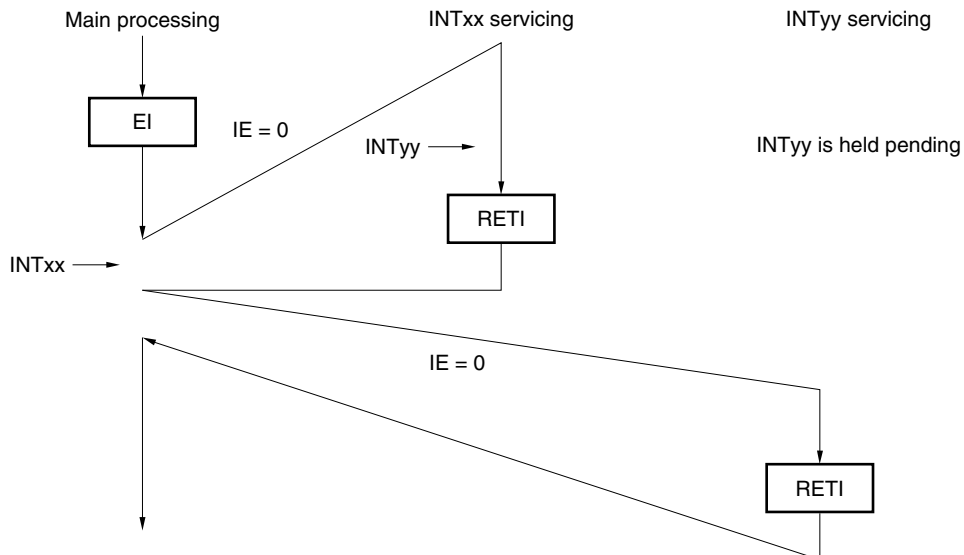 Main processing
INTxx servicing
INTyy servicing
EI
IE = 0
INTyy
INTyy is held pending
RETI
INTxx
IE = 0
RETI